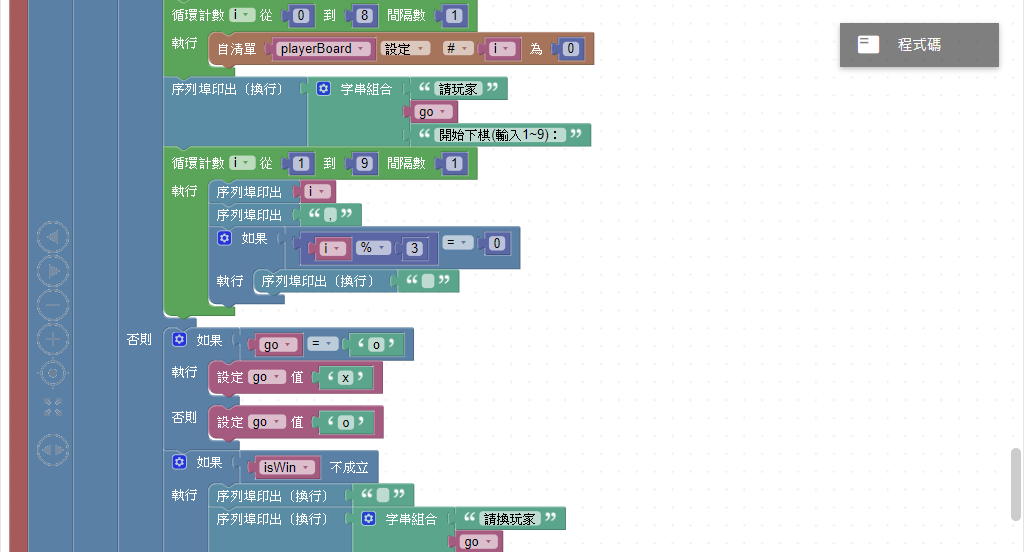 循環計數 i 從 0 到 8 間隔數 1
執行 自清單 playerBoard 設定 # i 為 0
程式碼
序列埠印出（換行） 字串組合 “ 請玩家 ”
go
“ 開始下棋(輸入1~9)： ”
循環計數 i 從 1 到 9 間隔數 1
執行 序列埠印出 i
序列埠印出 “ , ”
如果 i % 3 = 0
執行 序列埠印出（換行） “ ”
否則 如果 go = ‘ o ’
執行 設定 go 值 ‘ x ’
否則 設定 go 值 ‘ o ’
如果 isWin 不成立
執行 序列埠印出（換行） “ ”
序列埠印出（換行） 字串組合 “ 請換玩家 ”
go